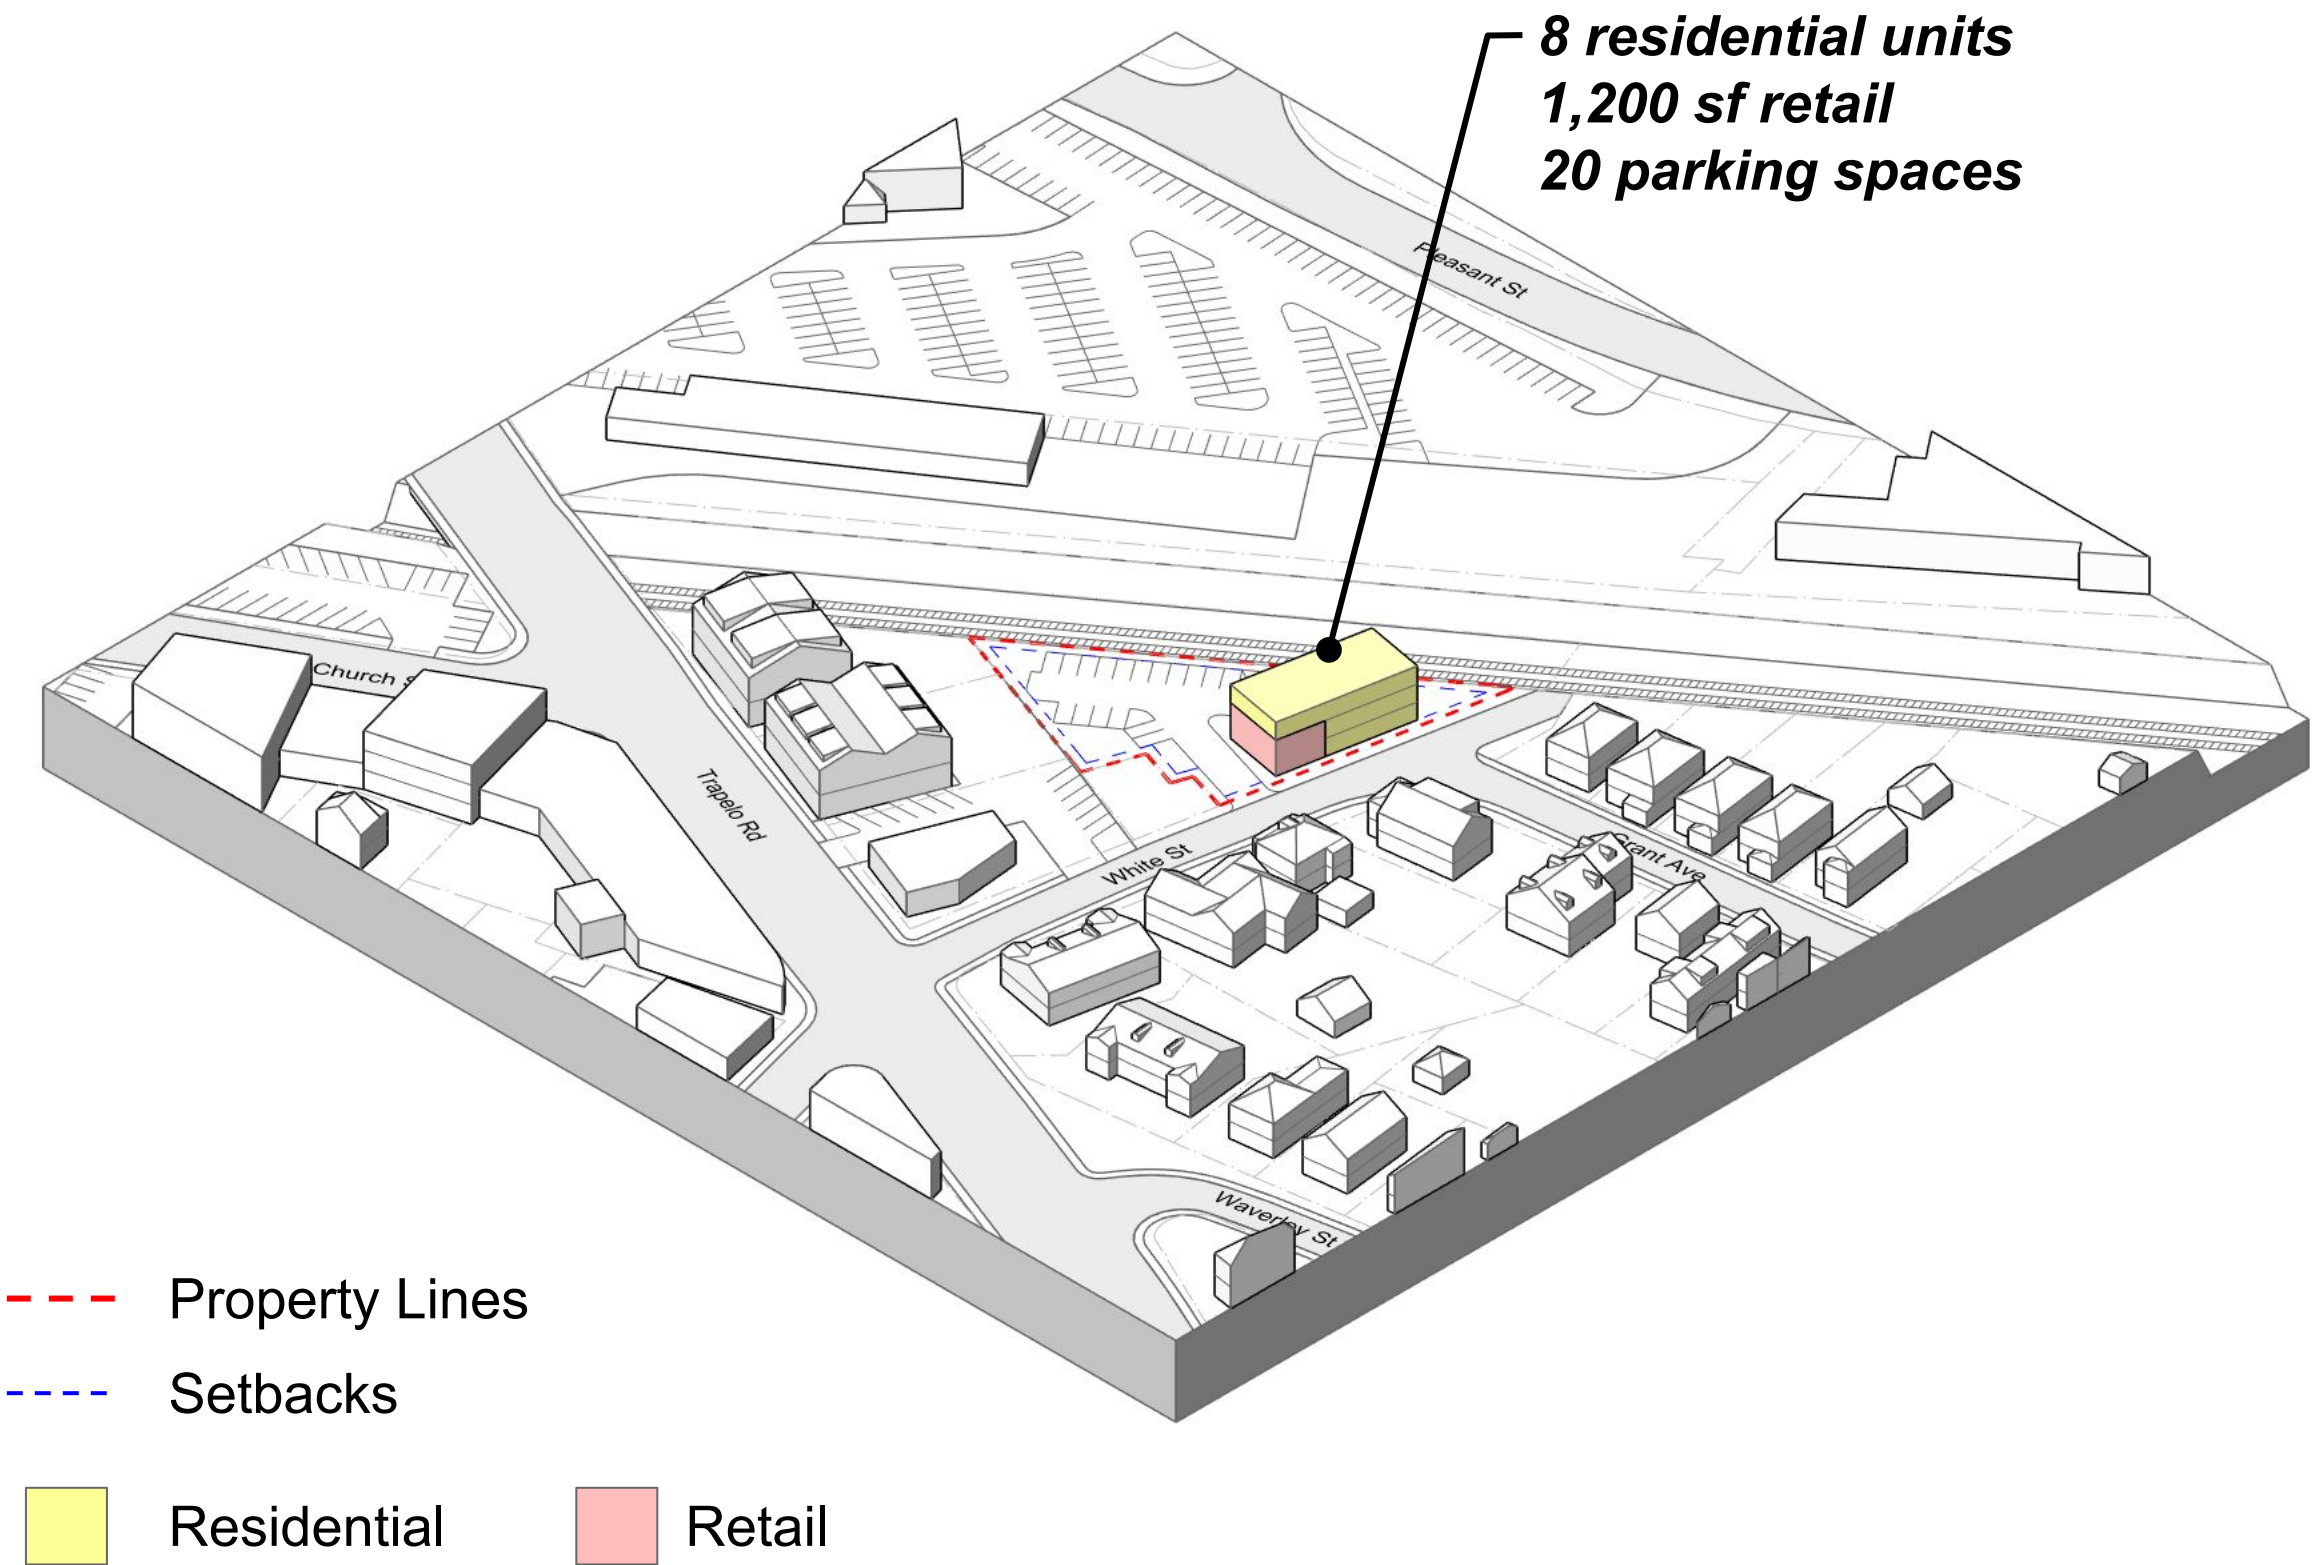 8 residential units
1,200 sf retail
20 parking spaces
Pleasant St
Church S
Trapelo Rd
White St
Grant Ave
Waverley St
Property Lines
Setbacks
Residential
Retail